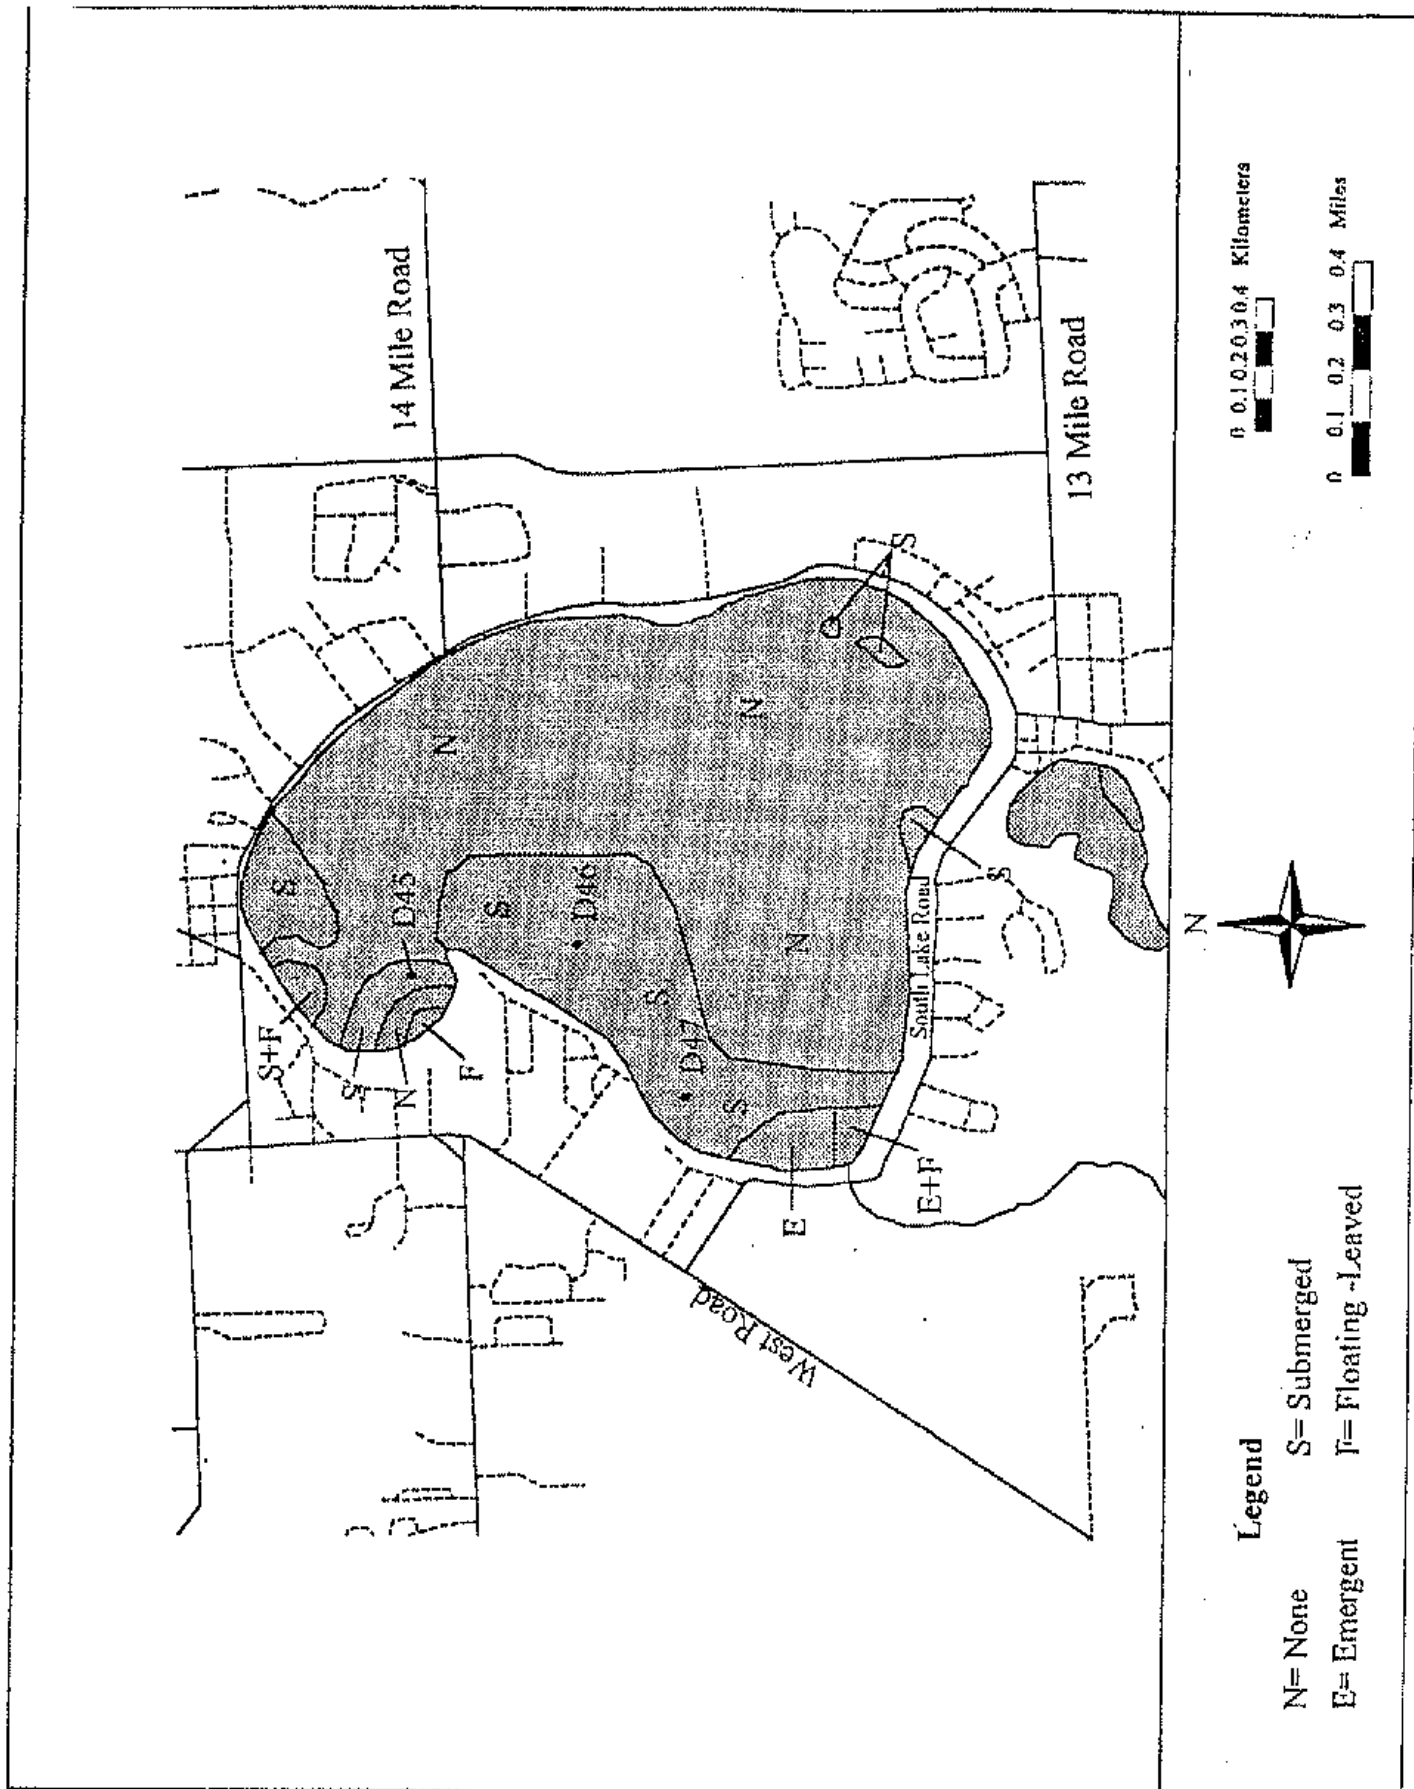 14 Mile Road
S
S+F
D45
S
N
N
F
S
D46
N
S
S
D47
S
N
S
E
South Lake Road
E+F
13 Mile Road
West Road
N
0 0.1 0.2 0.3 0.4 Kilometers
0 0.1 0.2 0.3 0.4 Miles
Legend
N= None S= Submerged
E= Emergent F= Floating -Leaved